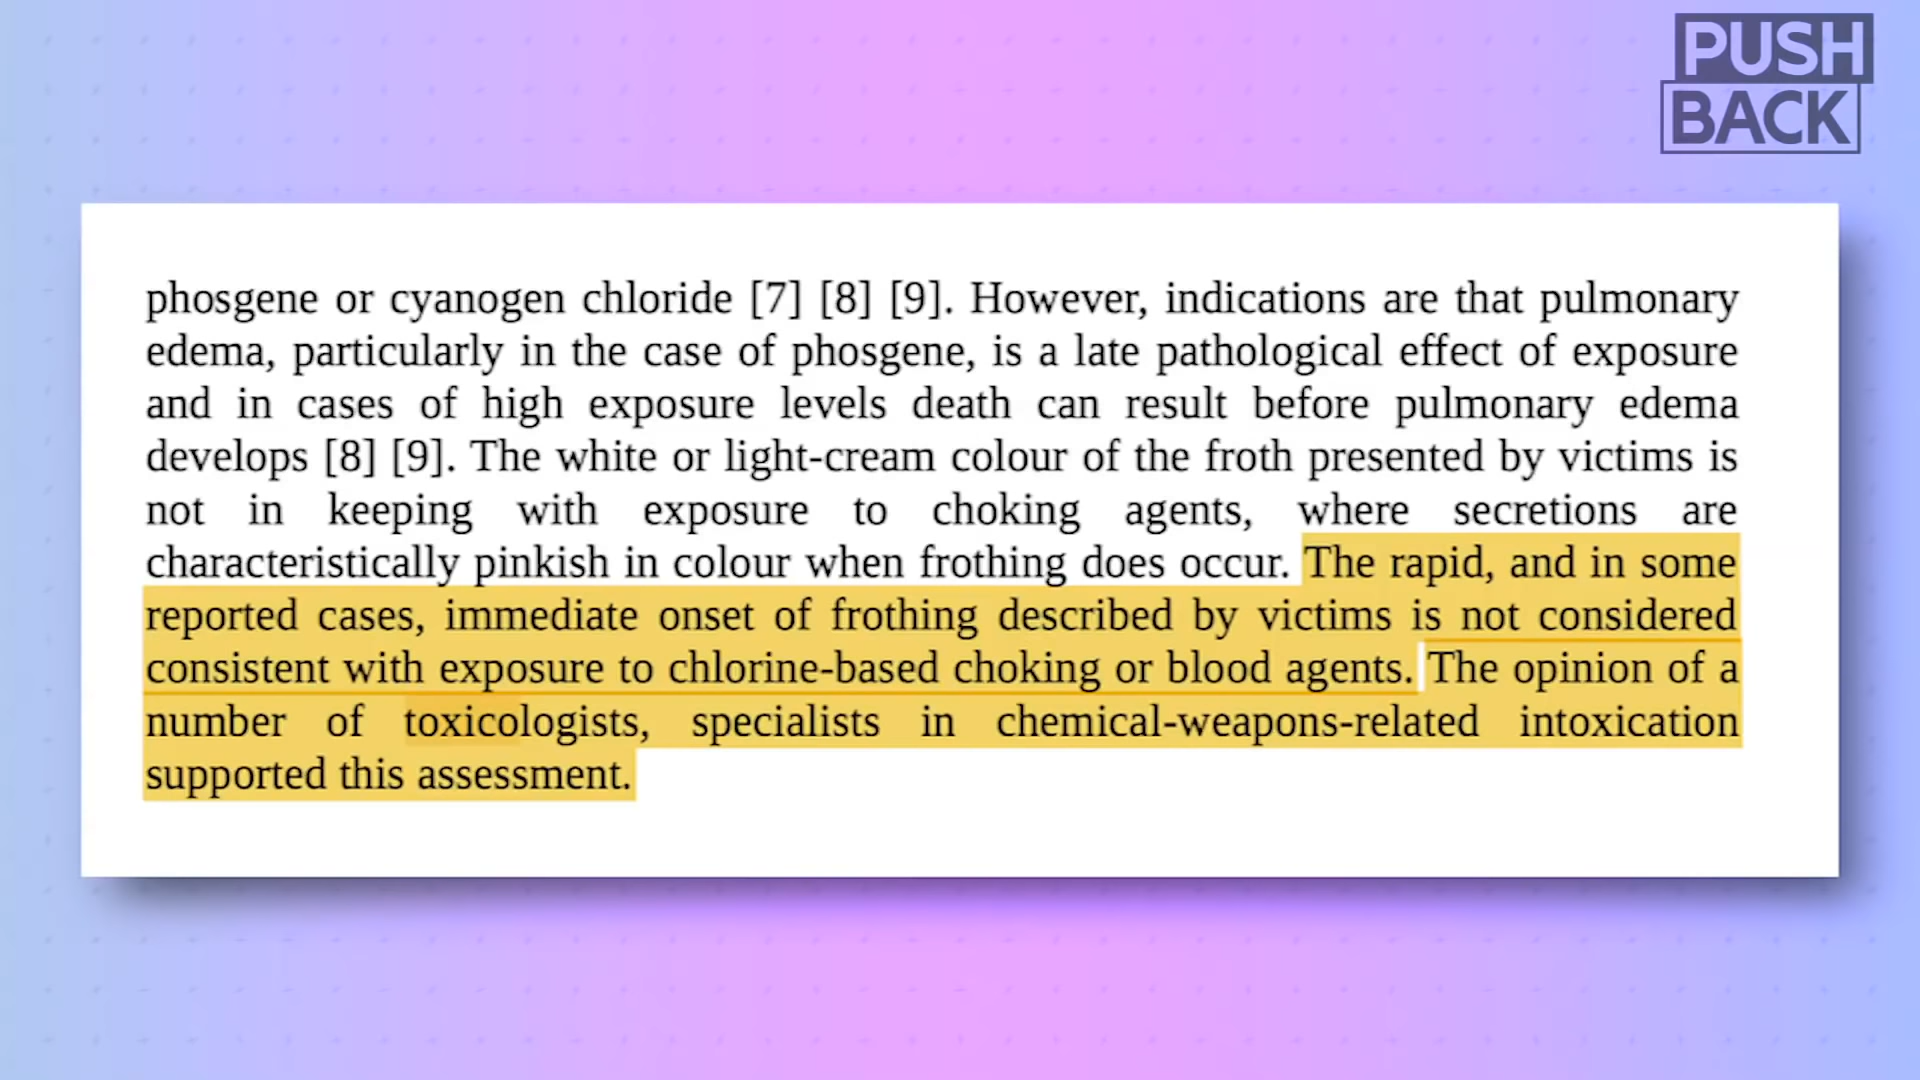 PUSH
BACK
phosgene or cyanogen chloride [7] [8] [9]. However, indications are that pulmonary
edema, particularly in the case of phosgene, is a late pathological effect of exposure
and in cases of high exposure levels death can result before pulmonary edema
develops [8] [9]. The white or light-cream colour of the froth presented by victims is
not in keeping with exposure to choking agents, where secretions are
characteristically pinkish in colour when frothing does occur. The rapid, and in some
reported cases, immediate onset of frothing described by victims is not considered
consistent with exposure to chlorine-based choking or blood agents. The opinion of a
number of toxicologists, specialists in chemical-weapons-related intoxication
supported this assessment.